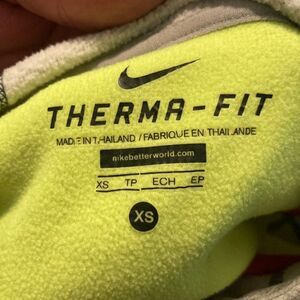 THERMA-FIT
MADE IN THAILAND / FABRIQUE EN THAILANDE
nikebetterworld.com
XS TP ECH EP
XS